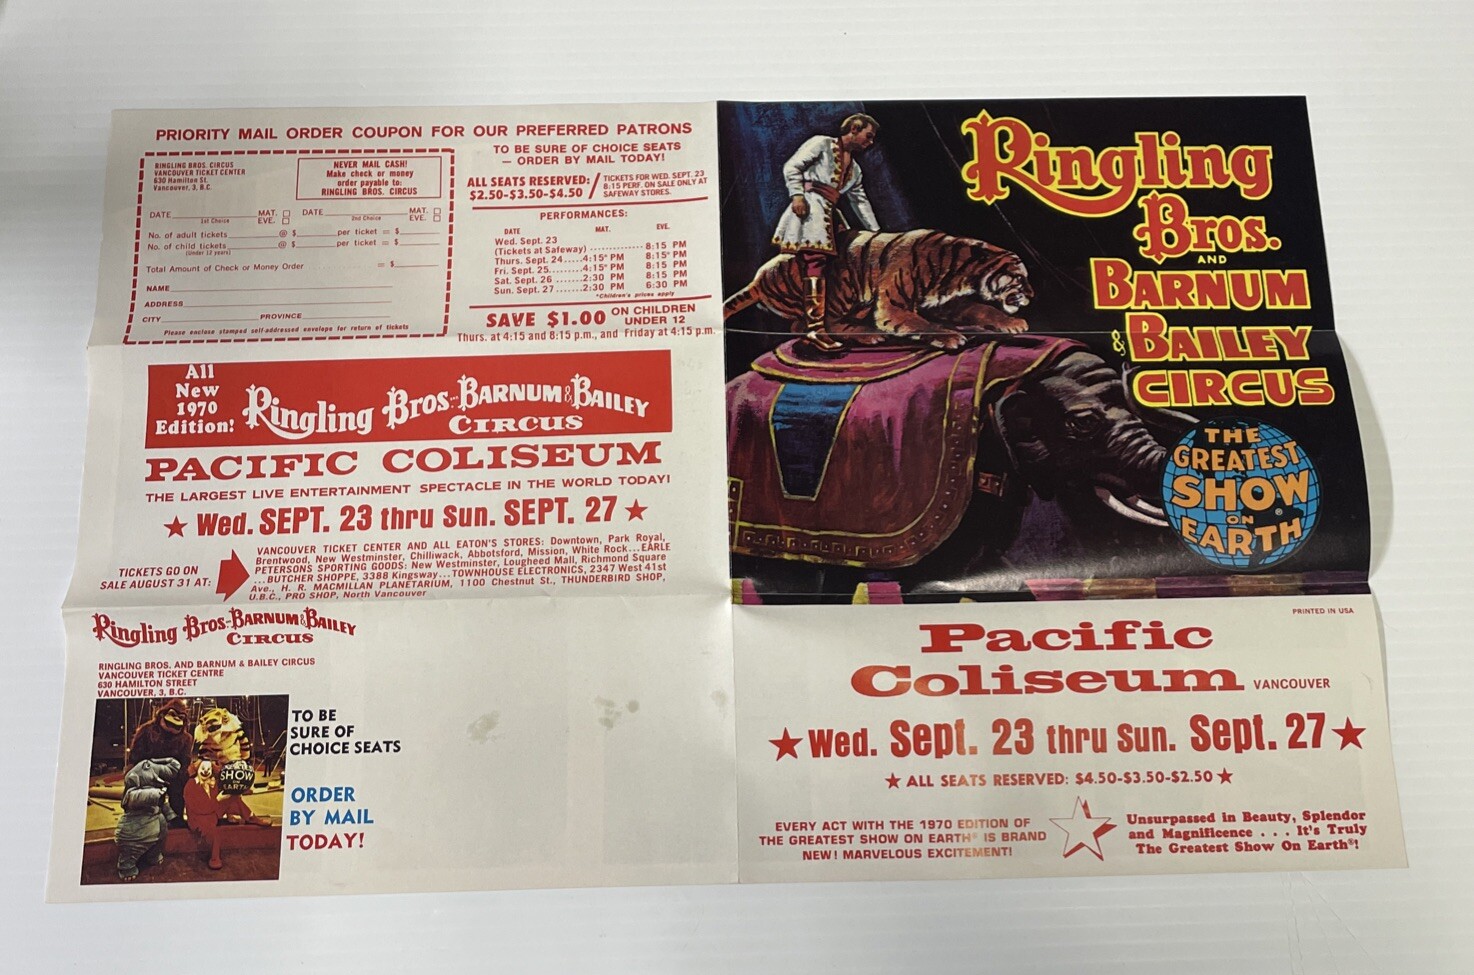 PRIORITY MAIL ORDER COUPON FOR OUR PREFERRED PATRONS
RINGLING BROS. CIRCUS
VANCOUVER TICKET CENTER
630 Hamilton St.
Vancouver, 3, B.C.
NEVER MAIL CASH!
Make check or money
order payable to:
RINGLING BROS. CIRCUS
DATE MAT. DATE MAT.
1st Choice EVE. 2nd Choice EVE.
No. of adult tickets @ $ per ticket = $
No. of child tickets @ $ per ticket = $
(Under 12 years)
Total Amount of Check or Money Order = $
NAME
ADDRESS
CITY PROVINCE
Please enclose stamped self-addressed envelope for return of tickets
TO BE SURE OF CHOICE SEATS
— ORDER BY MAIL TODAY!
ALL SEATS RESERVED:
$2.50-$3.50-$4.50
/
TICKETS FOR WED. SEPT. 23
8:15 PERF. ON SALE ONLY AT
SAFEWAY STORES.
PERFORMANCES:
DATE MAT. EVE.
Wed. Sept. 23
(Tickets at Safeway) ............. 8:15 PM
Thurs. Sept. 24.....4:15* PM 8:15* PM
Fri. Sept. 25........4:15* PM 8:15 PM
Sat. Sept. 26 .......2:30 PM 8:15 PM
Sun. Sept. 27.......2:30 PM 6:30 PM
*Children's prices apply
SAVE $1.00 ON CHILDREN
UNDER 12
Thurs. at 4:15 and 8:15 p.m., and Friday at 4:15 p.m.
All
New
1970
Edition!
Ringling Bros. and BARNUM & BAILEY
CIRCUS
PACIFIC COLISEUM
THE LARGEST LIVE ENTERTAINMENT SPECTACLE IN THE WORLD TODAY!
★ Wed. SEPT. 23 thru Sun. SEPT. 27 ★
TICKETS GO ON
SALE AUGUST 31 AT:
VANCOUVER TICKET CENTER AND ALL EATON'S STORES: Downtown, Park Royal,
Brentwood, New Westminster, Chilliwack, Abbotsford, Mission, White Rock...EARLE
PETERSONS SPORTING GOODS: New Westminster, Lougheed Mall, Richmond Square
...BUTCHER SHOPPE, 3388 Kingsway...TOWNHOUSE ELECTRONICS, 2347 West 41st
Ave., H. R. MACMILLAN PLANETARIUM, 1100 Chestnut St., THUNDERBIRD SHOP,
U.B.C., PRO SHOP, North Vancouver
Ringling Bros. and BARNUM & BAILEY
CIRCUS
RINGLING BROS. AND BARNUM & BAILEY CIRCUS
VANCOUVER TICKET CENTRE
630 HAMILTON STREET
VANCOUVER, 3, B.C.
SHOW
ON
EARTH
TO BE
SURE OF
CHOICE SEATS
ORDER
BY MAIL
TODAY!
Ringling
Bros.
AND
BARNUM
& BAILEY
CIRCUS
THE
GREATEST
SHOW
ON
EARTH®
PRINTED IN USA
Pacific
Coliseum VANCOUVER
★ Wed. Sept. 23 thru Sun. Sept. 27 ★
★ ALL SEATS RESERVED: $4.50-$3.50-$2.50 ★
EVERY ACT WITH THE 1970 EDITION OF
THE GREATEST SHOW ON EARTH® IS BRAND
NEW! MARVELOUS EXCITEMENT!
Unsurpassed in Beauty, Splendor
and Magnificence . . . It's Truly
The Greatest Show On Earth®!